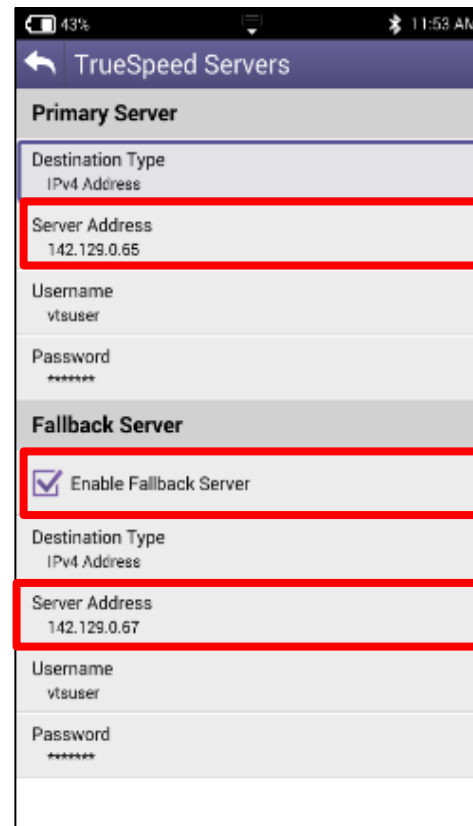 43%
11:53 AM
TrueSpeed Servers
Primary Server
Destination Type
IPv4 Address
Server Address
142.129.0.65
Username
vtsuser
Password
*******
Fallback Server
Enable Fallback Server
Destination Type
IPv4 Address
Server Address
142.129.0.67
Username
vtsuser
Password
*******